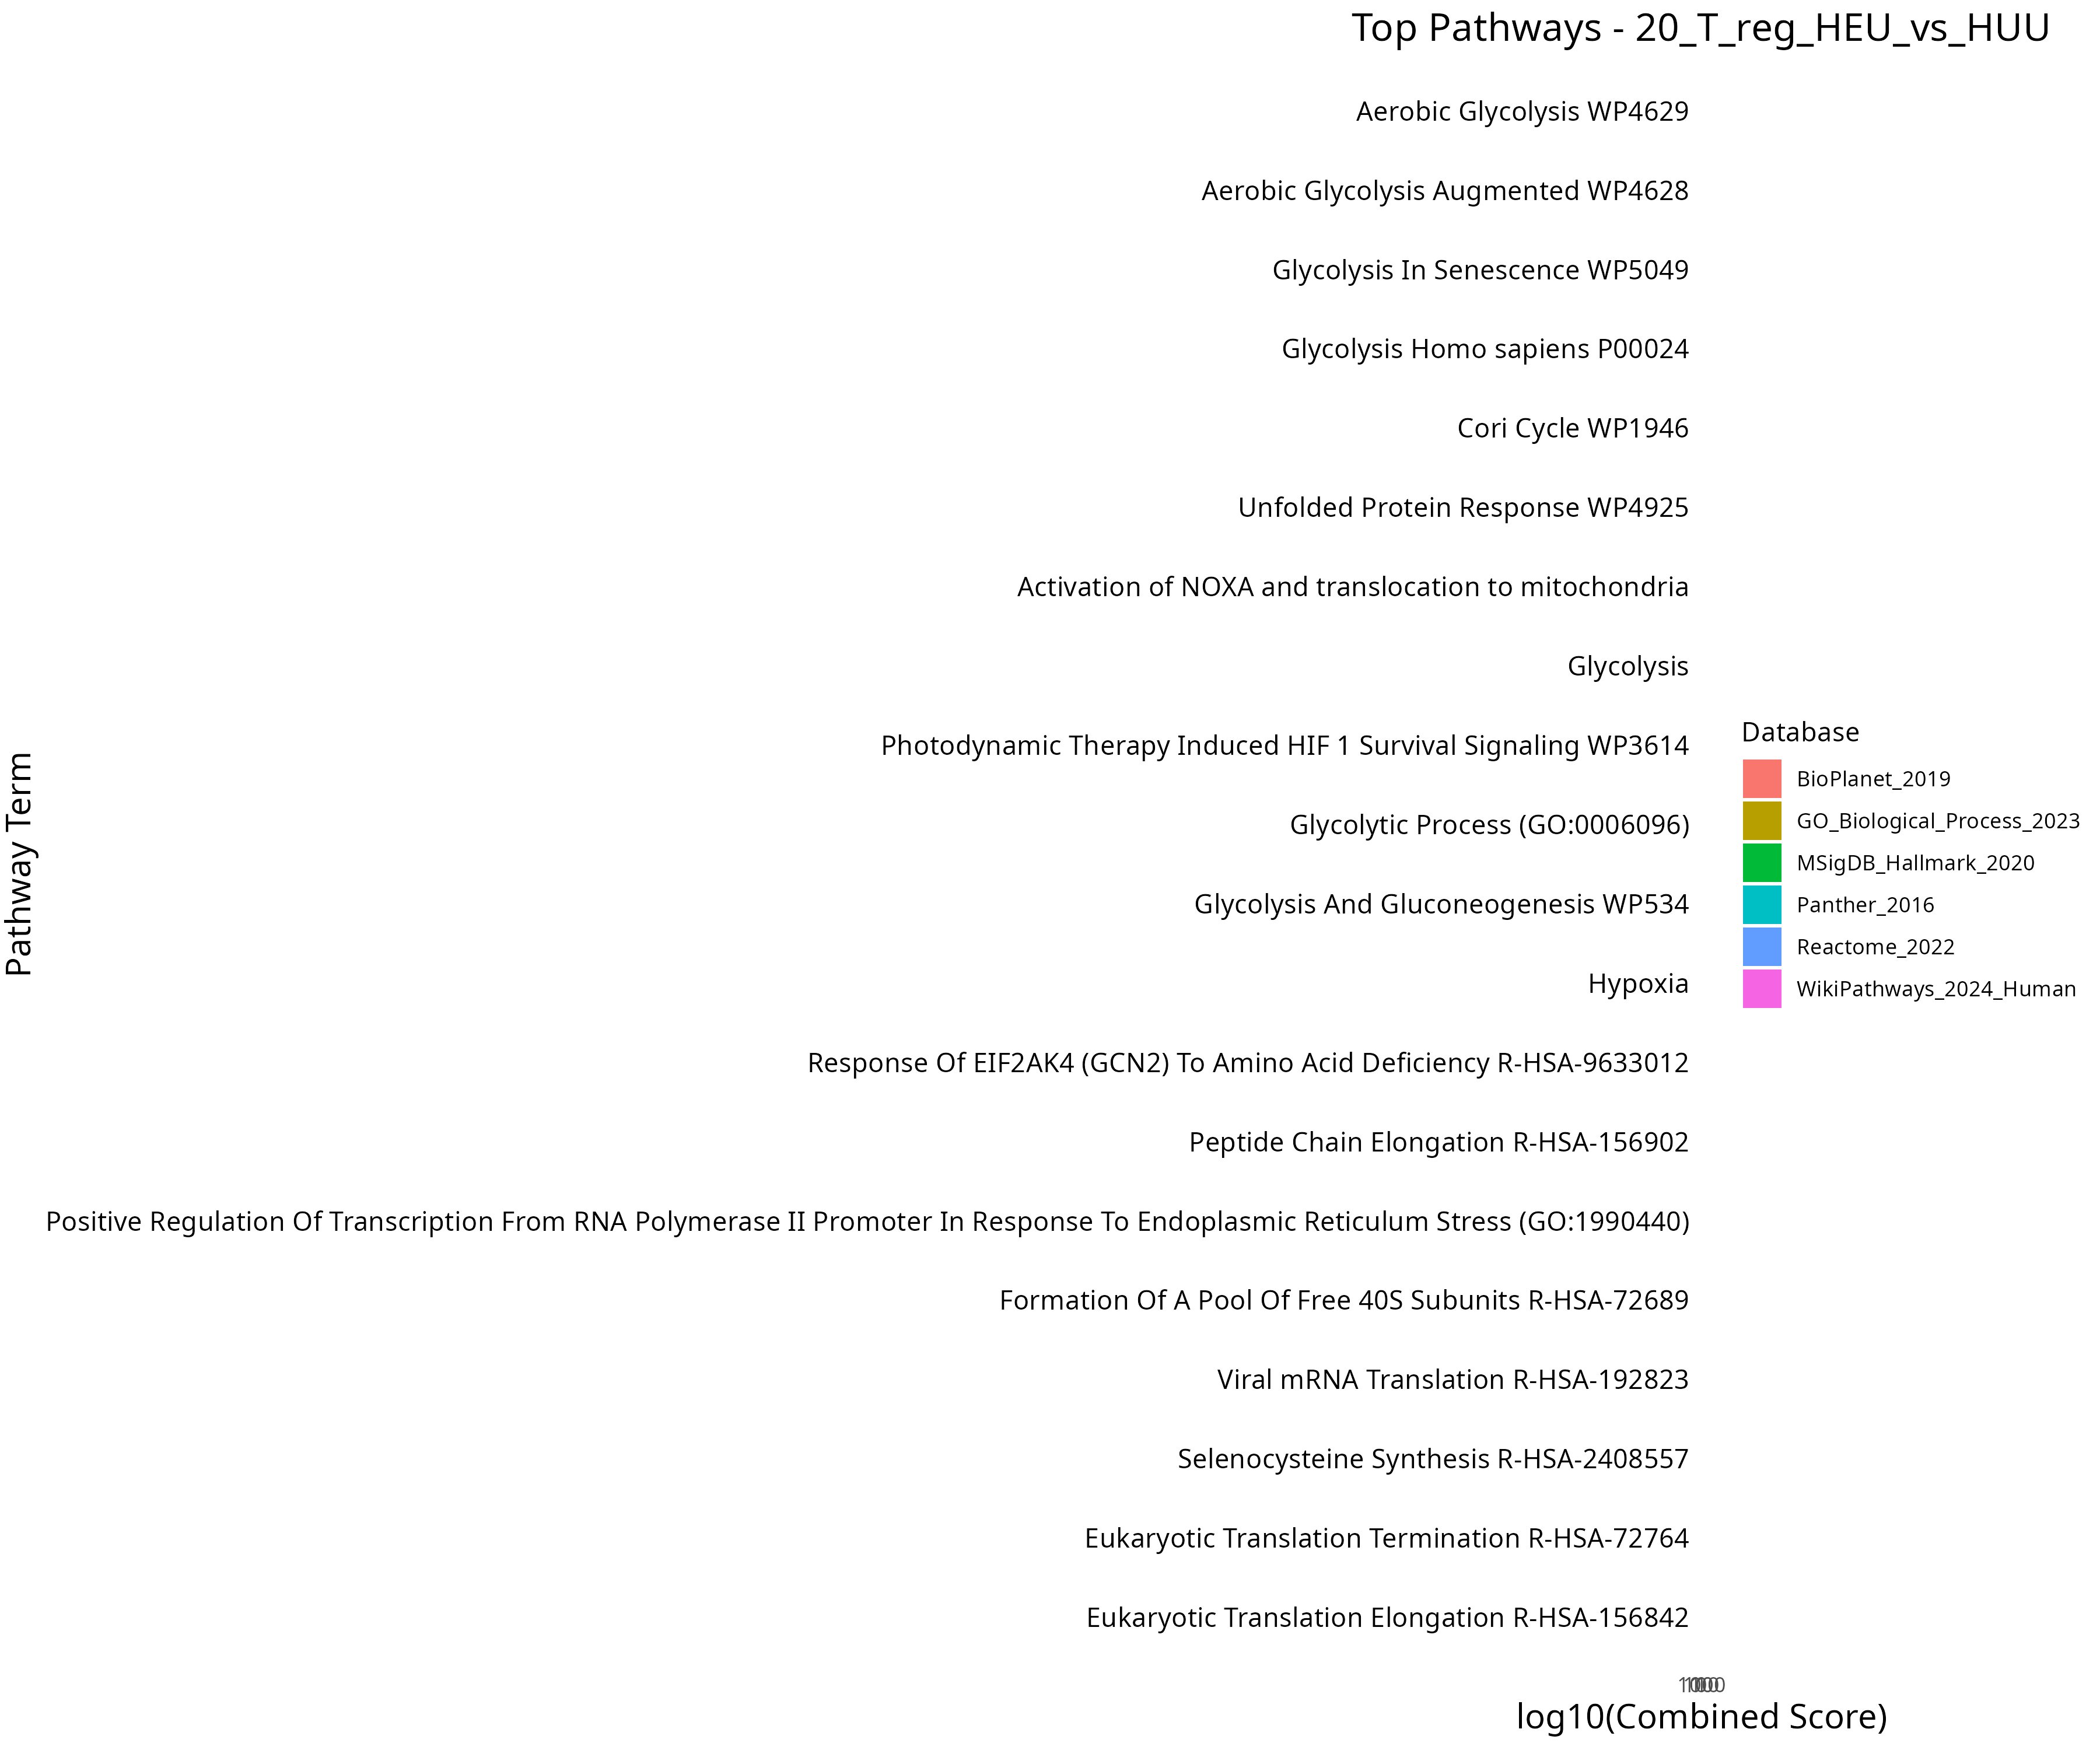 Top Pathways - 20_T_reg_HEU_vs_HUU
Aerobic Glycolysis WP4629
Aerobic Glycolysis Augmented WP4628
Glycolysis In Senescence WP5049
Glycolysis Homo sapiens P00024
Cori Cycle WP1946
Unfolded Protein Response WP4925
Activation of NOXA and translocation to mitochondria
Glycolysis
Photodynamic Therapy Induced HIF 1 Survival Signaling WP3614
Glycolytic Process (GO:0006096)
Glycolysis And Gluconeogenesis WP534
Hypoxia
Response Of EIF2AK4 (GCN2) To Amino Acid Deficiency R-HSA-9633012
Peptide Chain Elongation R-HSA-156902
Positive Regulation Of Transcription From RNA Polymerase II Promoter In Response To Endoplasmic Reticulum Stress (GO:1990440)
Formation Of A Pool Of Free 40S Subunits R-HSA-72689
Viral mRNA Translation R-HSA-192823
Selenocysteine Synthesis R-HSA-2408557
Eukaryotic Translation Termination R-HSA-72764
Eukaryotic Translation Elongation R-HSA-156842
Pathway Term
log10(Combined Score)
Database
BioPlanet_2019
GO_Biological_Process_2023
MSigDB_Hallmark_2020
Panther_2016
Reactome_2022
WikiPathways_2024_Human